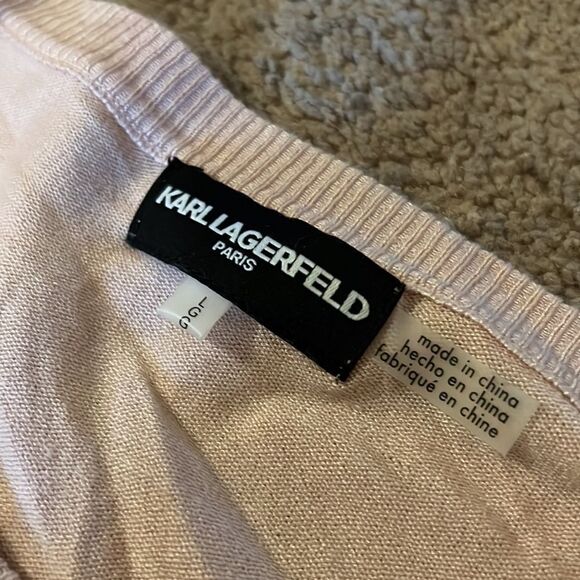 KARL LAGERFELD
PARIS
L
G
G
made in china
hecho en china
fabriqué en chine